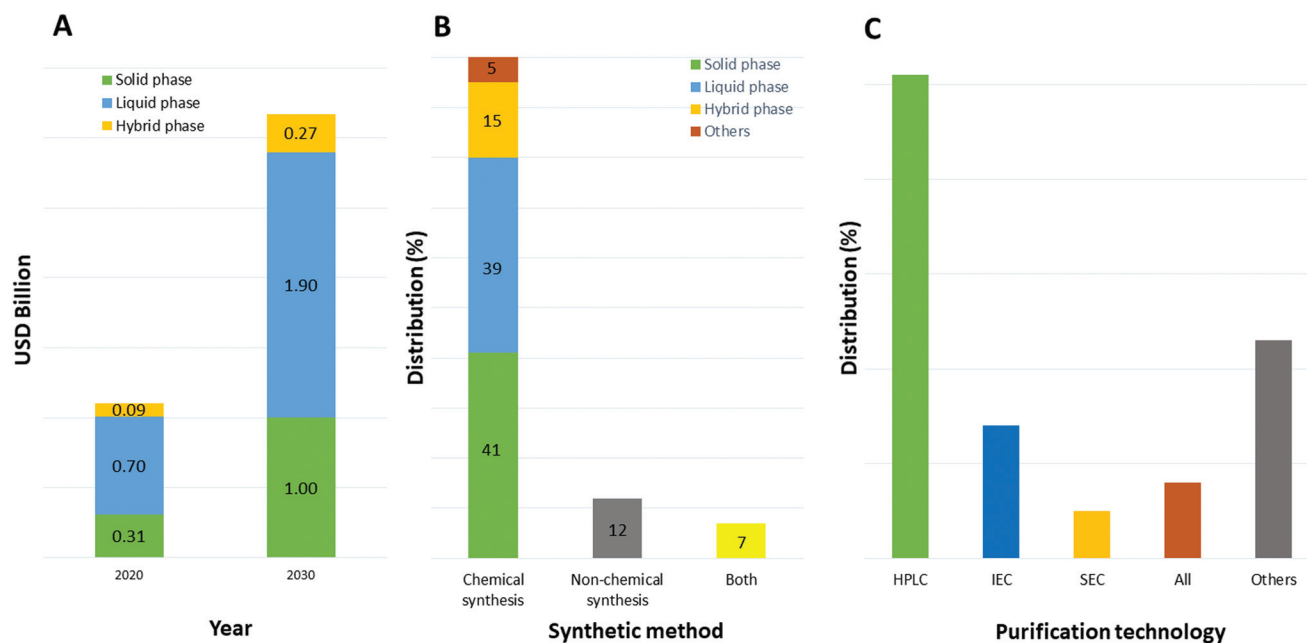 A
Solid phase
Liquid phase
Hybrid phase
0.27
1.90
1.00
0.09
0.70
0.31
USD Billion
2020
2030
Year
B
Solid phase
Liquid phase
Hybrid phase
Others
5
15
39
41
12
7
Distribution (%)
Chemical
synthesis
Non-chemical
synthesis
Both
Synthetic method
C
Distribution (%)
HPLC
IEC
SEC
All
Others
Purification technology